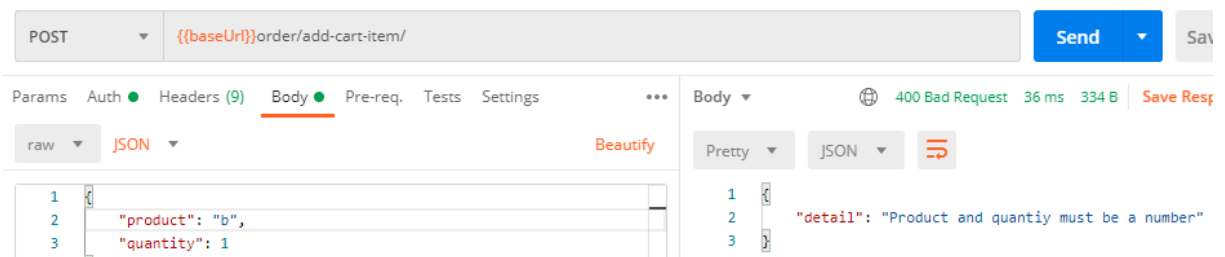 POST {{baseUrl}}order/add-cart-item/ Send Sav
Params Auth Headers (9) Body Pre-req. Tests Settings ••• Body 400 Bad Request 36 ms 334 B Save Resp
raw JSON Beautify Pretty JSON
1 {
2 "product": "b",
3 "quantity": 1
1 {
2 "detail": "Product and quantiy must be a number"
3 }